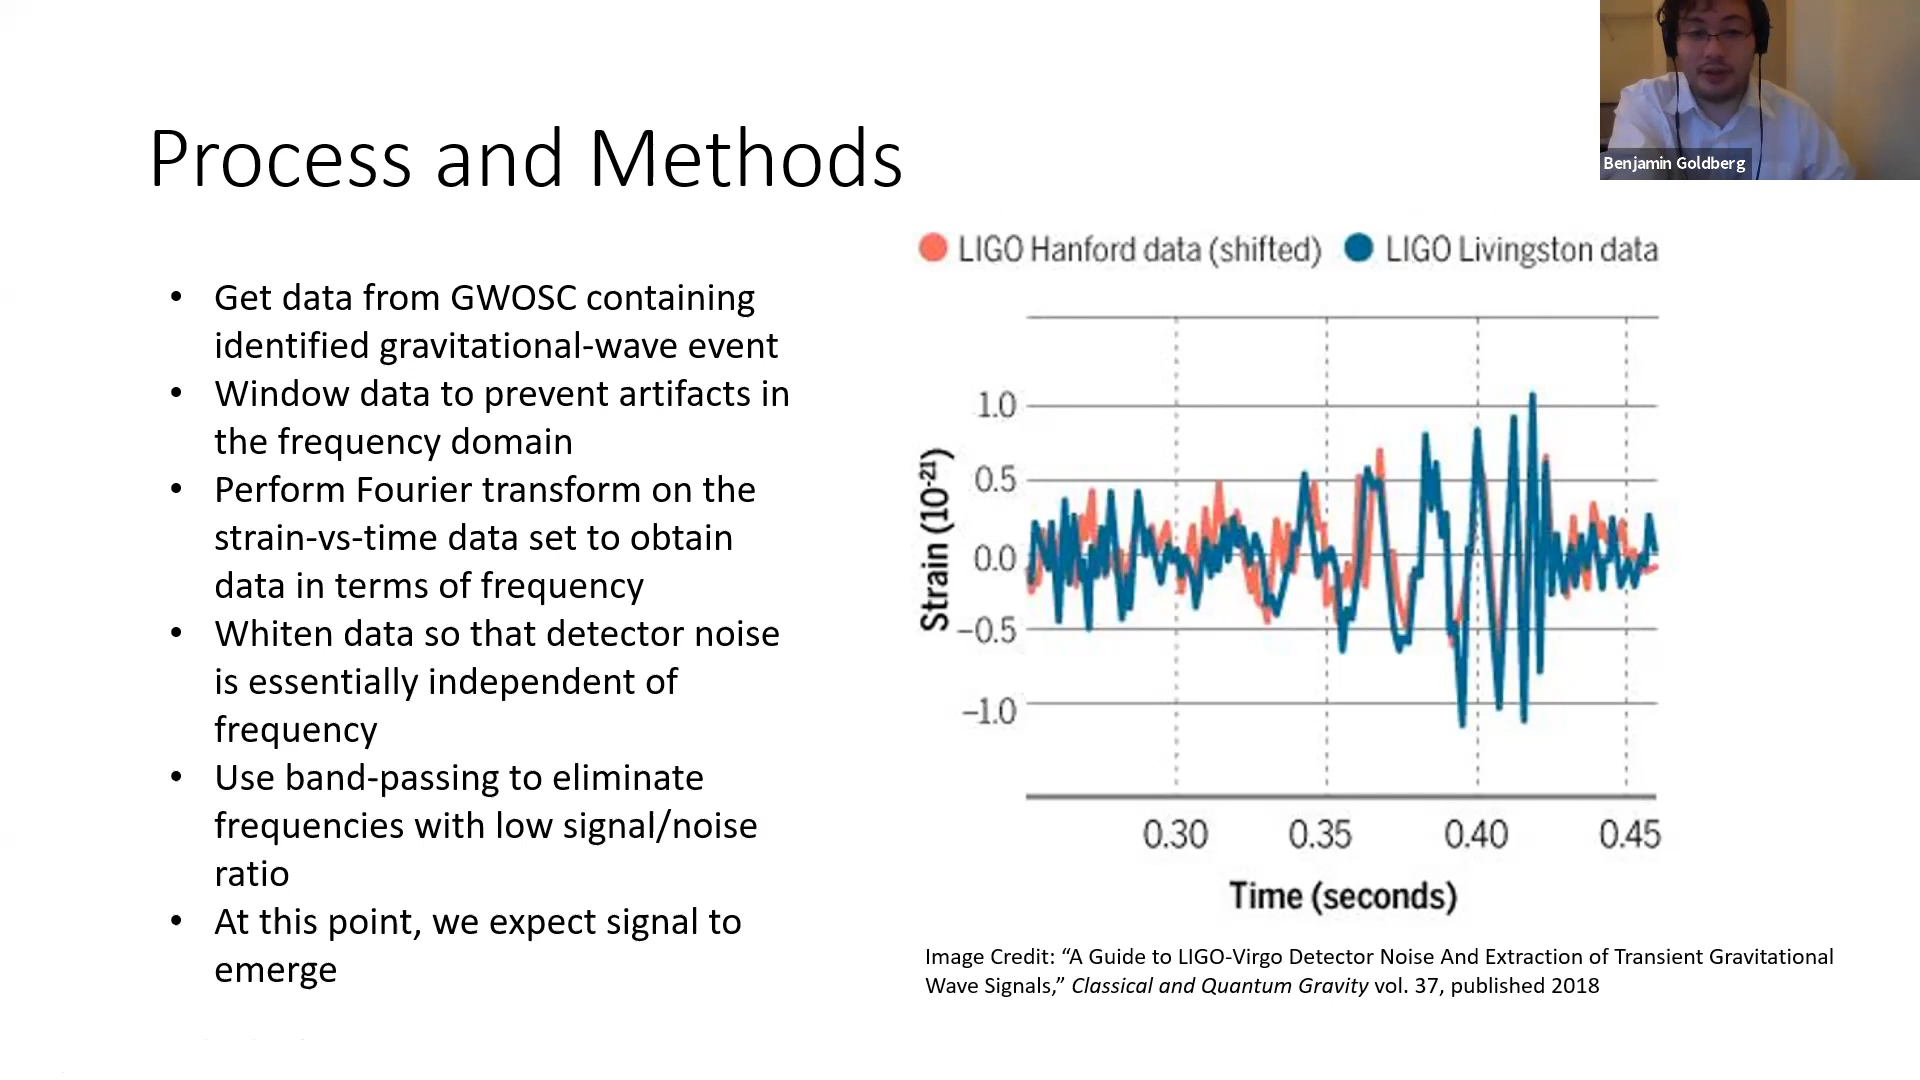 Process and Methods
Benjamin Goldberg
• Get data from GWOSC containing
identified gravitational-wave event
• Window data to prevent artifacts in
the frequency domain
• Perform Fourier transform on the
strain-vs-time data set to obtain
data in terms of frequency
• Whiten data so that detector noise
is essentially independent of
frequency
• Use band-passing to eliminate
frequencies with low signal/noise
ratio
• At this point, we expect signal to
emerge
LIGO Hanford data (shifted) LIGO Livingston data
Strain (10⁻²¹)
1.0
0.5
0.0
–0.5
–1.0
0.30 0.35 0.40 0.45
Time (seconds)
Image Credit: “A Guide to LIGO-Virgo Detector Noise And Extraction of Transient Gravitational
Wave Signals,” Classical and Quantum Gravity vol. 37, published 2018